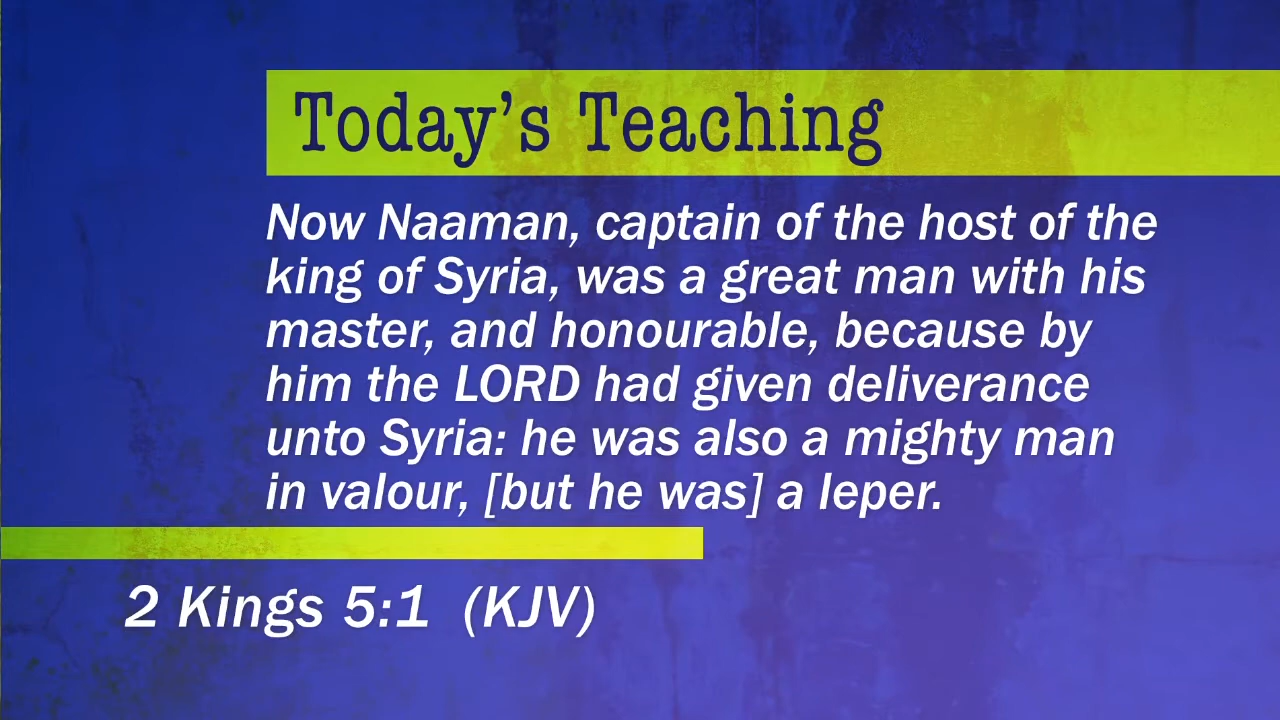 Today's Teaching
Now Naaman, captain of the host of the
king of Syria, was a great man with his
master, and honourable, because by
him the LORD had given deliverance
unto Syria: he was also a mighty man
in valour, [but he was] a leper.
2 Kings 5:1 (KJV)